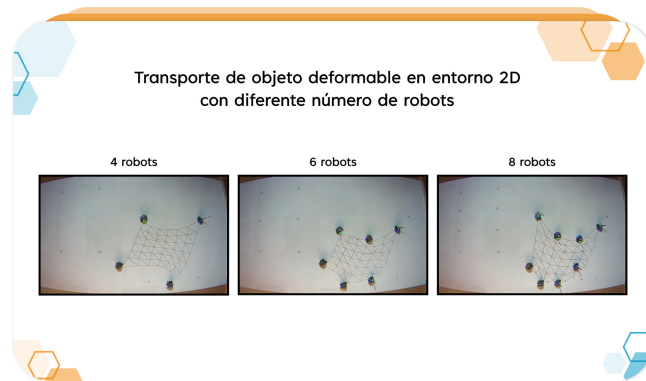 Transporte de objeto deformable en entorno 2D
con diferente número de robots
4 robots
6 robots
8 robots